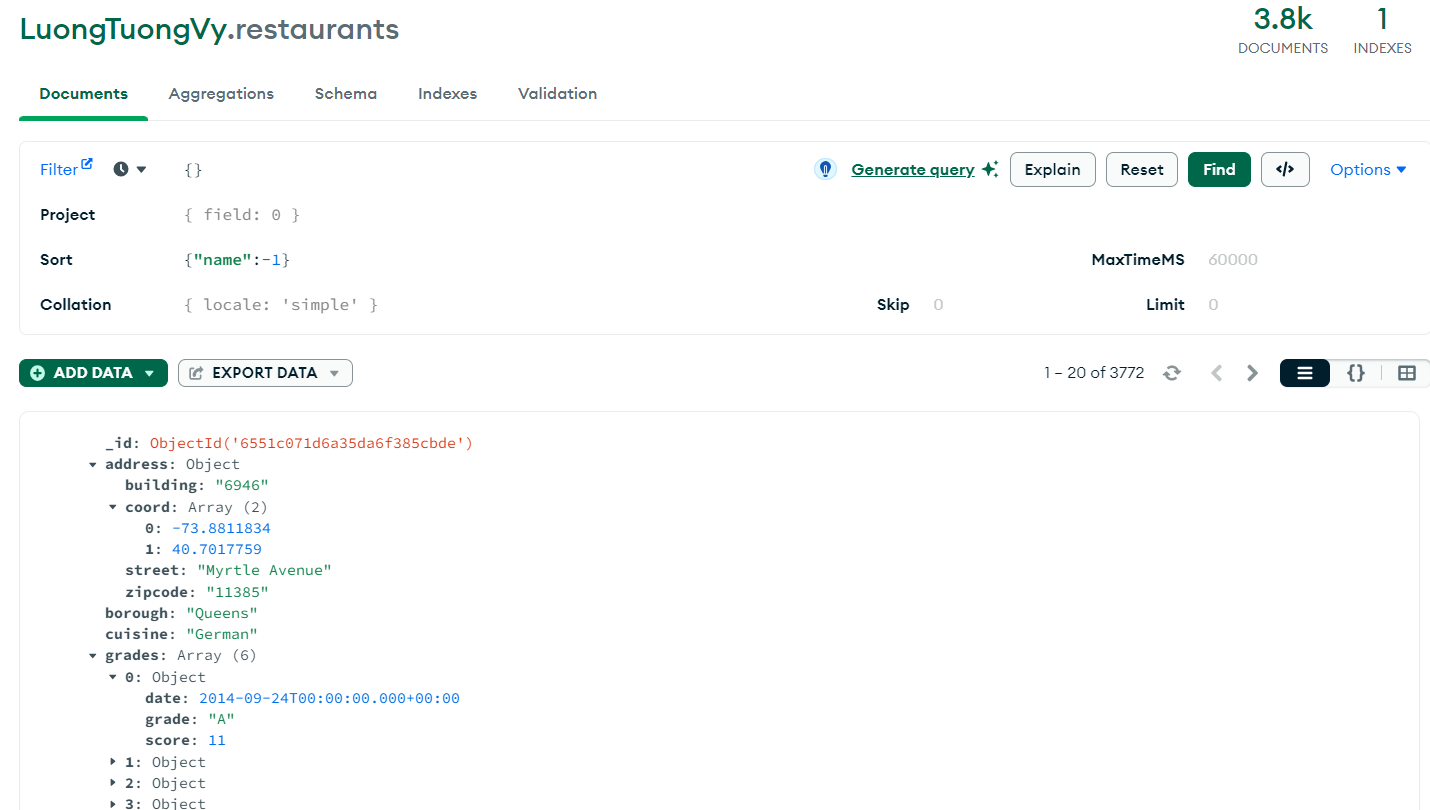 LuongTuongVy.restaurants
3.8k 1
DOCUMENTS INDEXES
Documents Aggregations Schema Indexes Validation
Filter {} Generate query Explain Reset Find </> Options
Project { field: 0 }
Sort {"name":-1} MaxTimeMS 60000
Collation { locale: 'simple' } Skip 0 Limit 0
ADD DATA EXPORT DATA 1 – 20 of 3772 {}
_id: ObjectId('6551c071d6a35da6f385cbde')
address: Object
building: "6946"
coord: Array (2)
0: -73.8811834
1: 40.7017759
street: "Myrtle Avenue"
zipcode: "11385"
borough: "Queens"
cuisine: "German"
grades: Array (6)
0: Object
date: 2014-09-24T00:00:00.000+00:00
grade: "A"
score: 11
1: Object
2: Object
3: Object